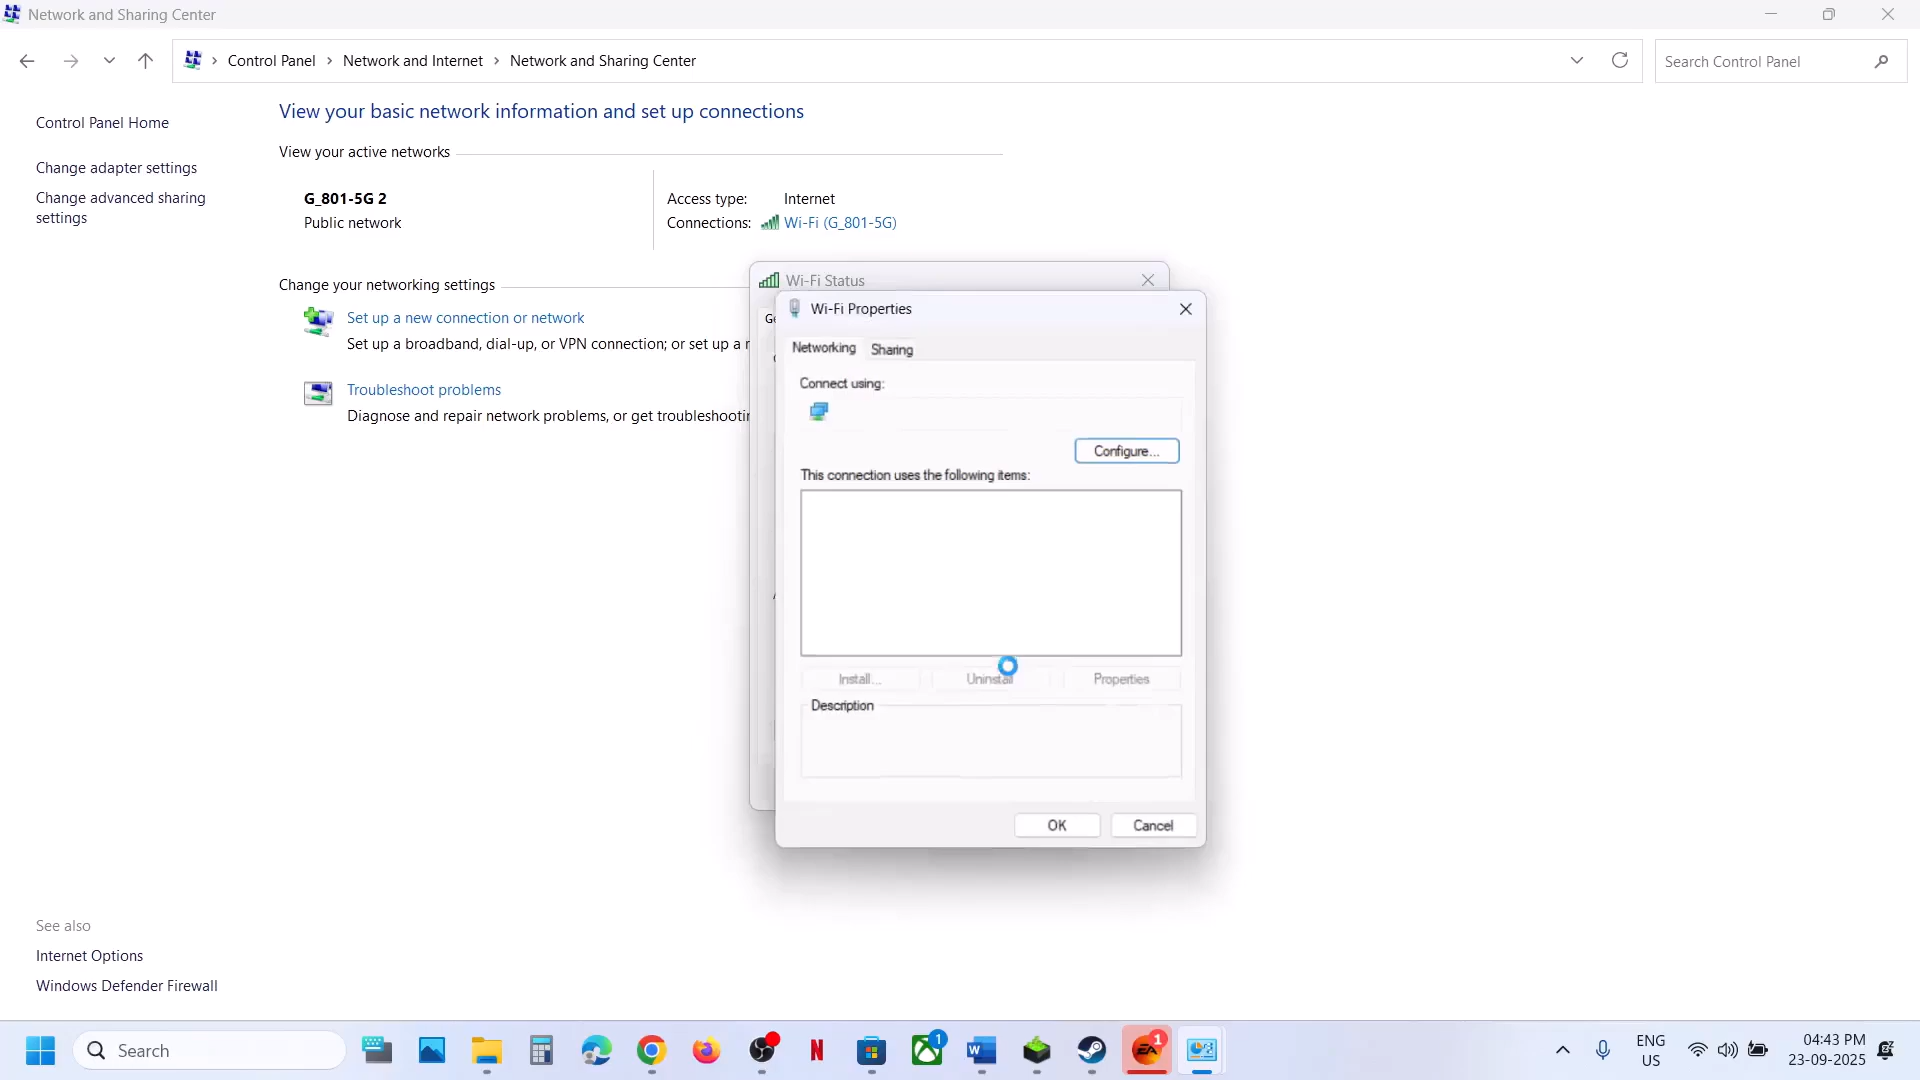 Network and Sharing Center
Control Panel › Network and Internet › Network and Sharing Center
Search Control Panel
Control Panel Home
Change adapter settings
Change advanced sharing
settings
View your basic network information and set up connections
View your active networks
G_801-5G 2
Public network
Access type: Internet
Connections: Wi-Fi (G_801-5G)
Change your networking settings
Set up a new connection or network
Set up a broadband, dial-up, or VPN connection; or set up a
Troubleshoot problems
Diagnose and repair network problems, or get
Wi-Fi Status
Wi-Fi Properties
Networking
Sharing
Connect using:
Configure...
This connection uses the following items:
Install...
Uninstall
Properties
Description
OK
Cancel
See also
Internet Options
Windows Defender Firewall
Search
N
1
W
EA
1
ENG
US
04:43 PM
23-09-2025